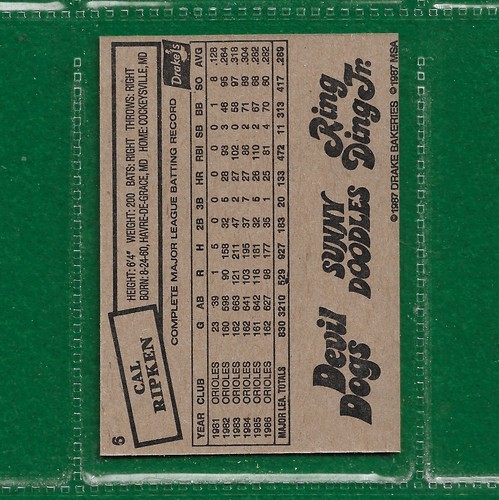 6
CAL
RIPKEN
HEIGHT: 6'4" WEIGHT: 200 BATS: RIGHT THROWS: RIGHT
BORN: 8-24-60, HAVRE-DE-GRACE, MD HOME: COCKEYSVILLE, MD
COMPLETE MAJOR LEAGUE BATTING RECORD
Drake's
YEAR CLUB G AB R H 2B 3B HR RBI SB BB SO AVG
1981 ORIOLES 23 39 1 5 0 0 0 0 0 1 8 .128
1982 ORIOLES 160 598 90 158 32 5 28 93 3 46 95 .264
1983 ORIOLES 162 663 121 211 47 2 27 102 0 58 97 .318
1984 ORIOLES 162 641 103 195 37 7 27 86 2 71 89 .304
1985 ORIOLES 161 642 116 181 32 5 26 110 2 67 68 .282
1986 ORIOLES 162 627 98 177 35 1 25 81 4 70 60 .282
MAJOR LEA. TOTALS 830 3210 529 927 183 20 133 472 11 313 417 .289
Devil Dogs
SUNNY DOODLES
Ring Ding Jr.
©1987 DRAKE BAKERIES ©1987 MSA